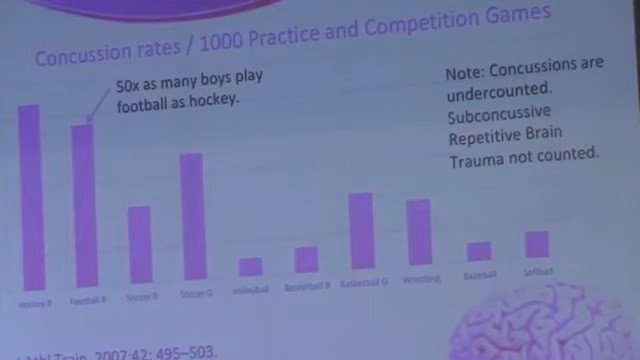 Concussion rates / 1000 Practice and Competition Games
50x as many boys play
football as hockey.
Note: Concussions are
undercounted.
Subconcussive
Repetitive Brain
Trauma not counted.
Hockey B
Football B
Soccer B
Soccer G
Volleyball
Basketball B
Basketball G
Wrestling
Baseball
Softball
Athl Train. 2007;42: 495–503.